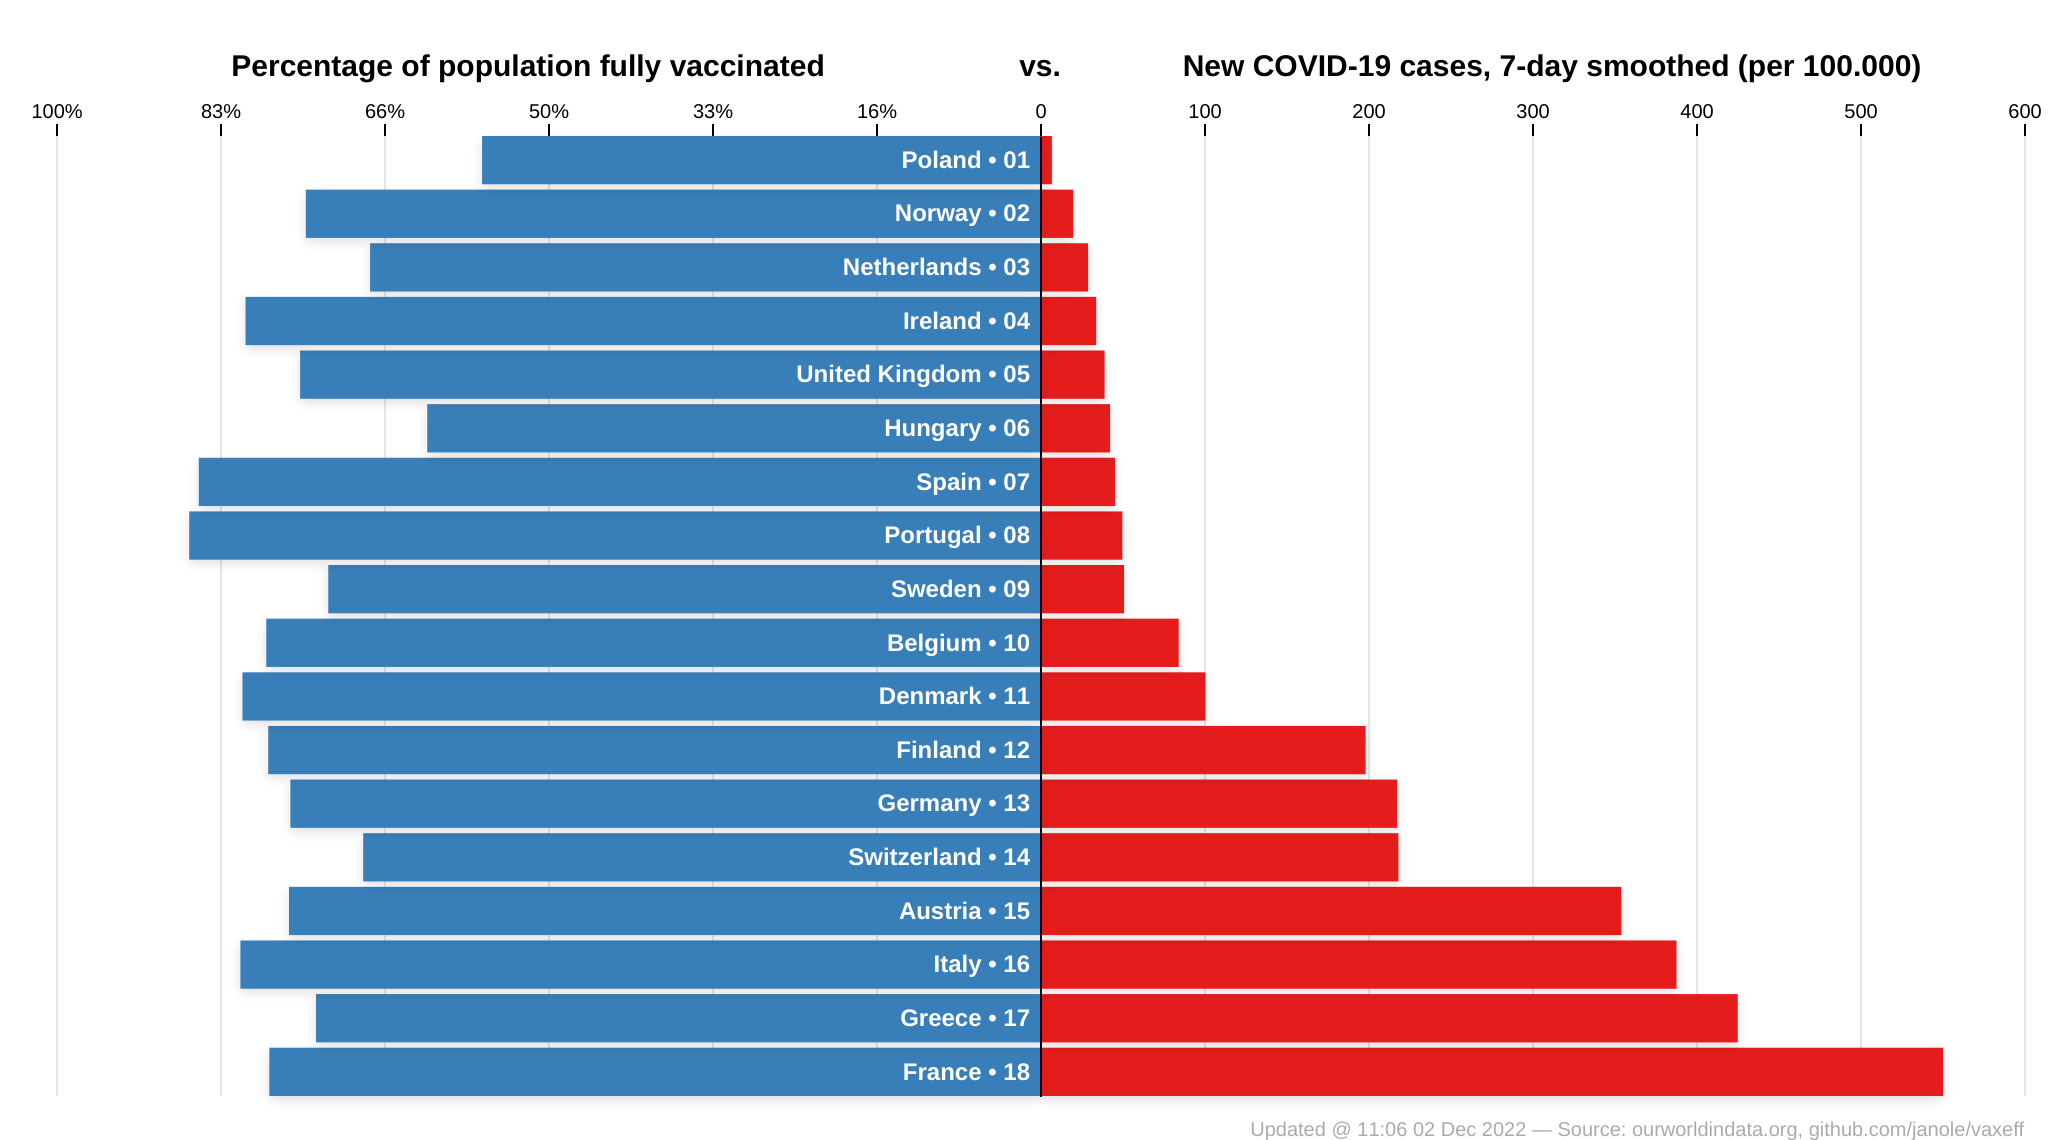 Percentage of population fully vaccinated vs. New COVID-19 cases, 7-day smoothed (per 100.000)
100% 83% 66% 50% 33% 16% 0 100 200 300 400 500 600
Poland • 01
Norway • 02
Netherlands • 03
Ireland • 04
United Kingdom • 05
Hungary • 06
Spain • 07
Portugal • 08
Sweden • 09
Belgium • 10
Denmark • 11
Finland • 12
Germany • 13
Switzerland • 14
Austria • 15
Italy • 16
Greece • 17
France • 18
Updated @ 11:06 02 Dec 2022 — Source: ourworldindata.org, github.com/janole/vaxeff